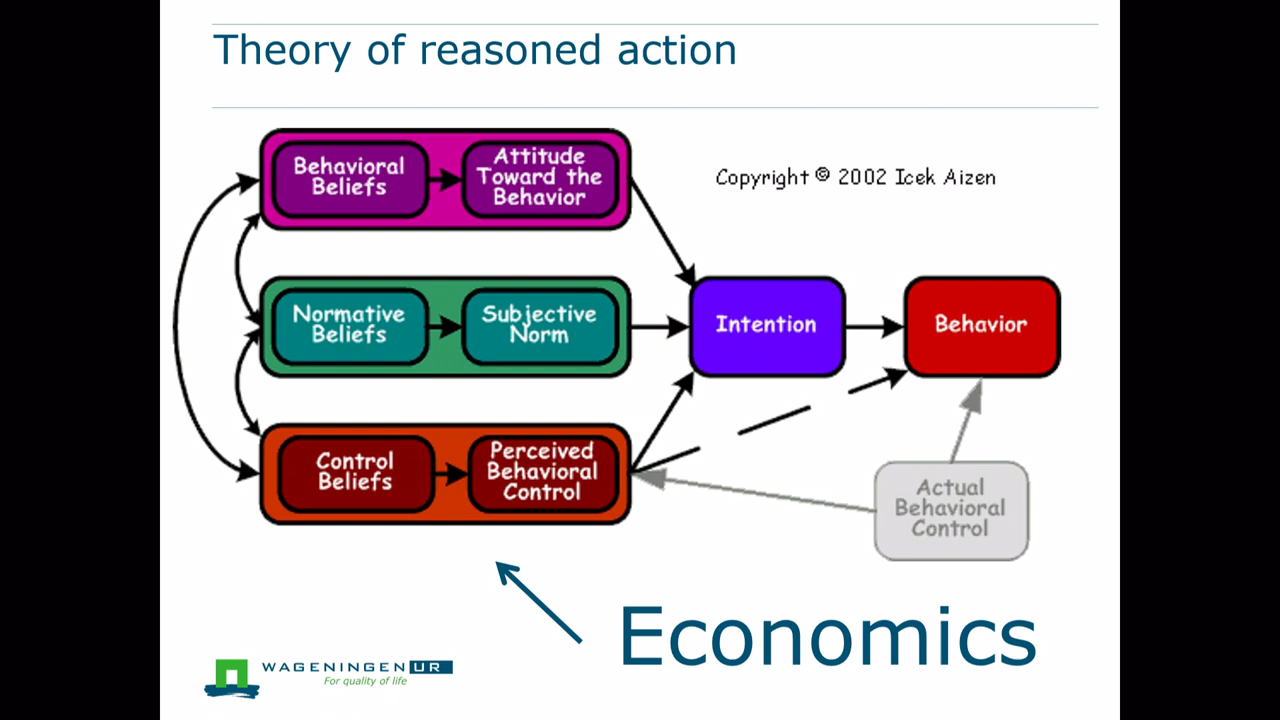 Theory of reasoned action
Behavioral
Beliefs
Attitude
Toward the
Behavior
Copyright © 2002 Icek Aizen
Normative
Beliefs
Subjective
Norm
Intention
Behavior
Control
Beliefs
Perceived
Behavioral
Control
Actual
Behavioral
Control
Economics
WAGENINGEN UR
For quality of life